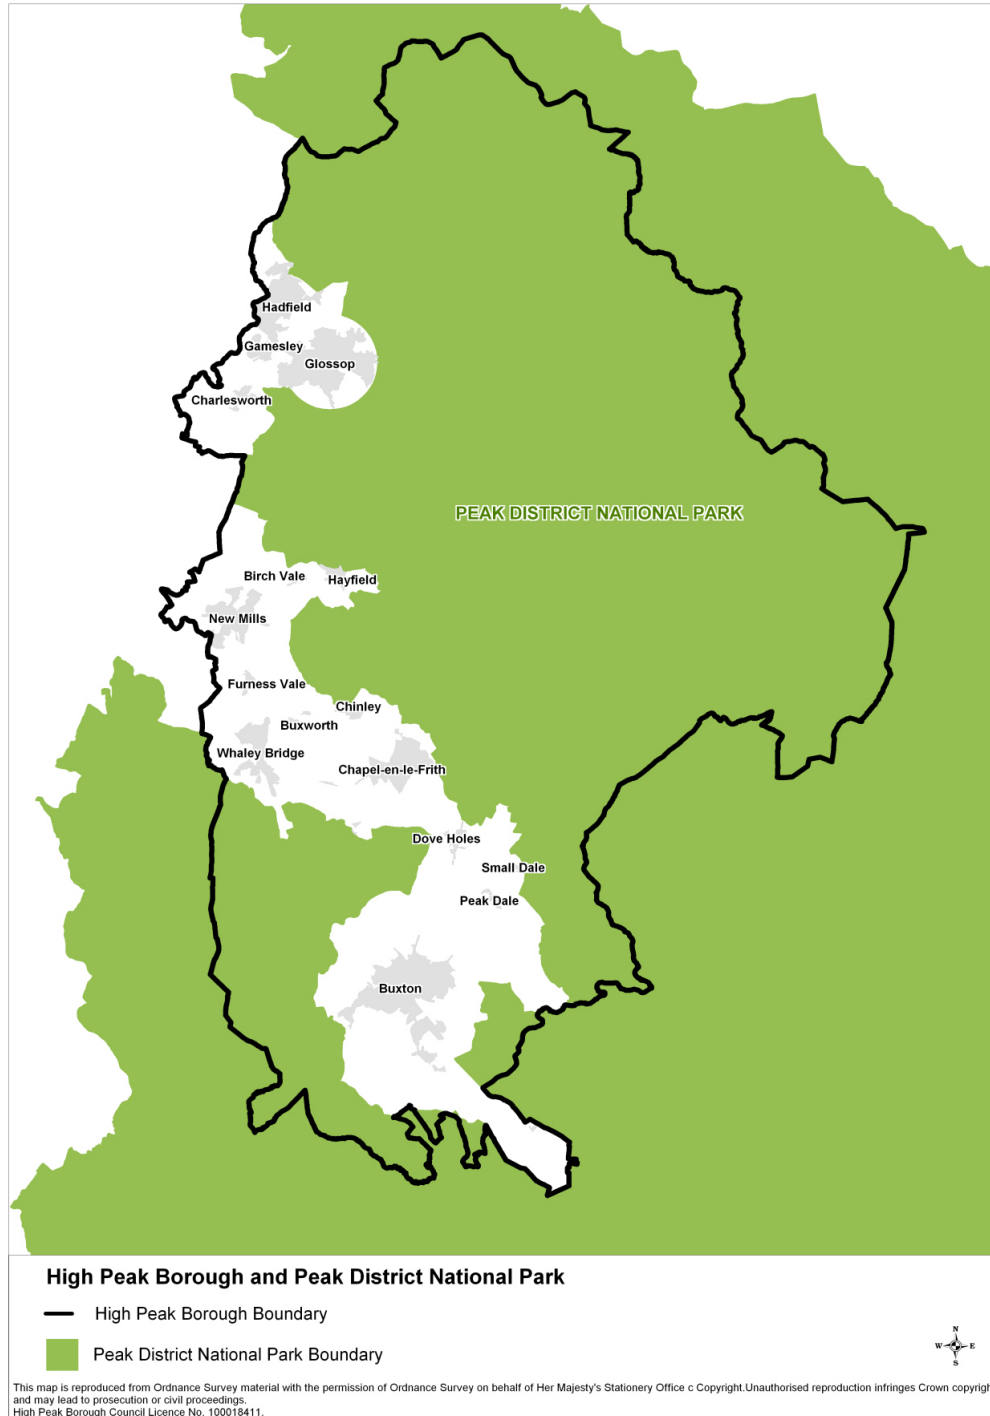 Hadfield
Gamesley
Glossop
Charlesworth
PEAK DISTRICT NATIONAL PARK
Birch Vale
Hayfield
New Mills
Furness Vale
Chinley
Buxworth
Whaley Bridge
Chapel-en-le-Frith
Dove Holes
Small Dale
Peak Dale
Buxton
High Peak Borough and Peak District National Park
High Peak Borough Boundary
Peak District National Park Boundary
N
W E
S
This map is reproduced from Ordnance Survey material with the permission of Ordnance Survey on behalf of Her Majesty's Stationery Office c Copyright.Unauthorised reproduction infringes Crown copyrigh
and may lead to prosecution or civil proceedings.
High Peak Borough Council Licence No. 100018411.